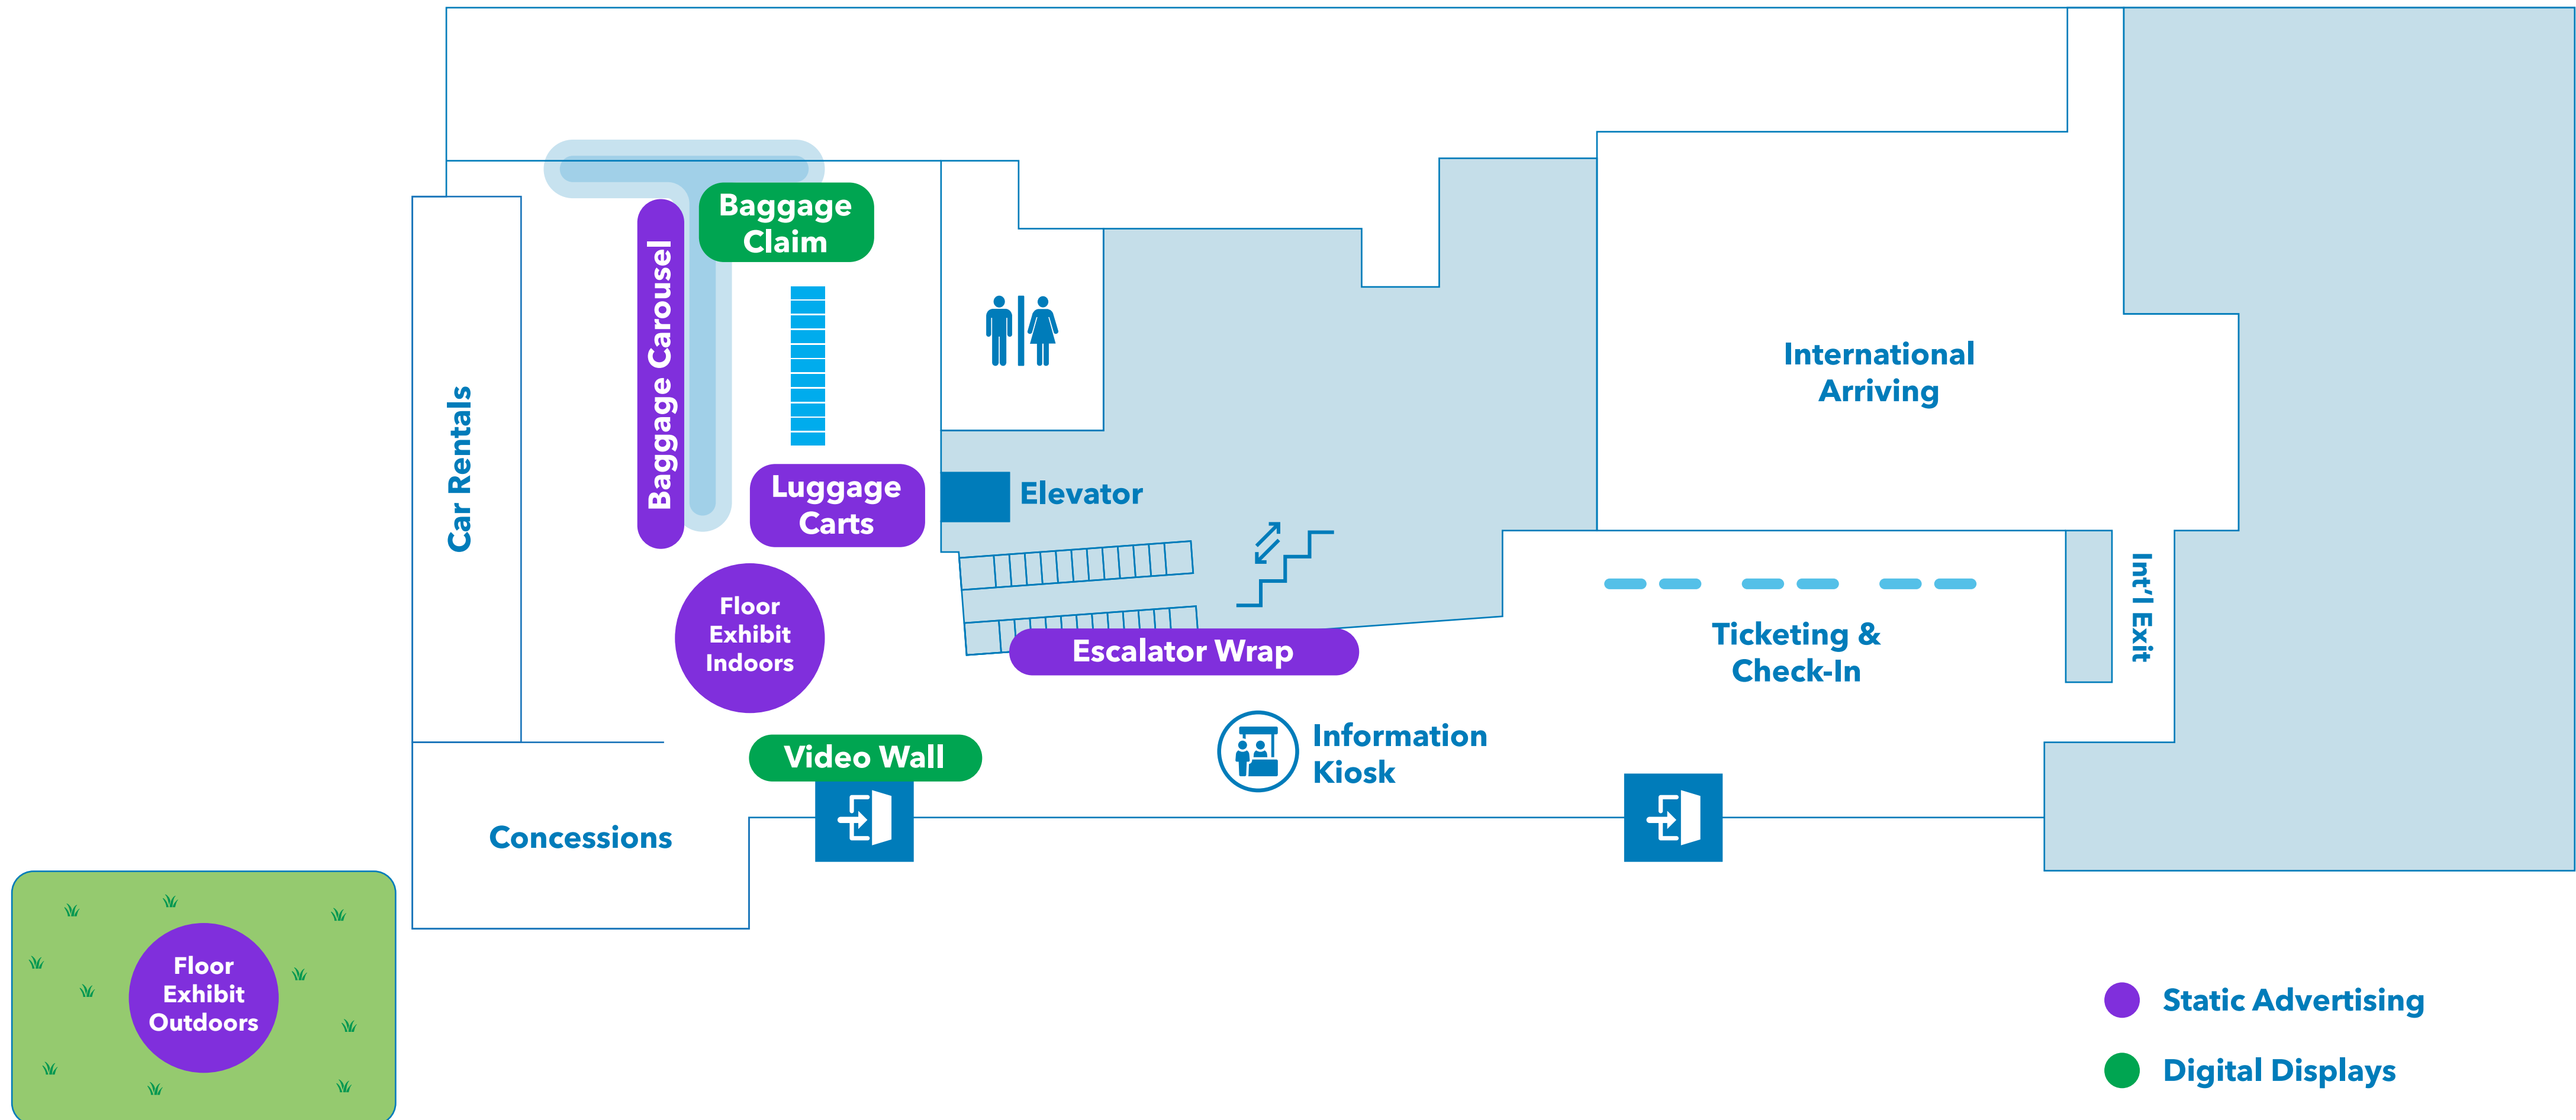 Baggage
Claim
Baggage Carousel
Car Rentals
Luggage
Carts
Elevator
International
Arriving
Floor
Exhibit
Indoors
Escalator Wrap
Ticketing &
Check-In
Int'l Exit
Video Wall
Information
Kiosk
Concessions
Floor
Exhibit
Outdoors
Static Advertising
Digital Displays